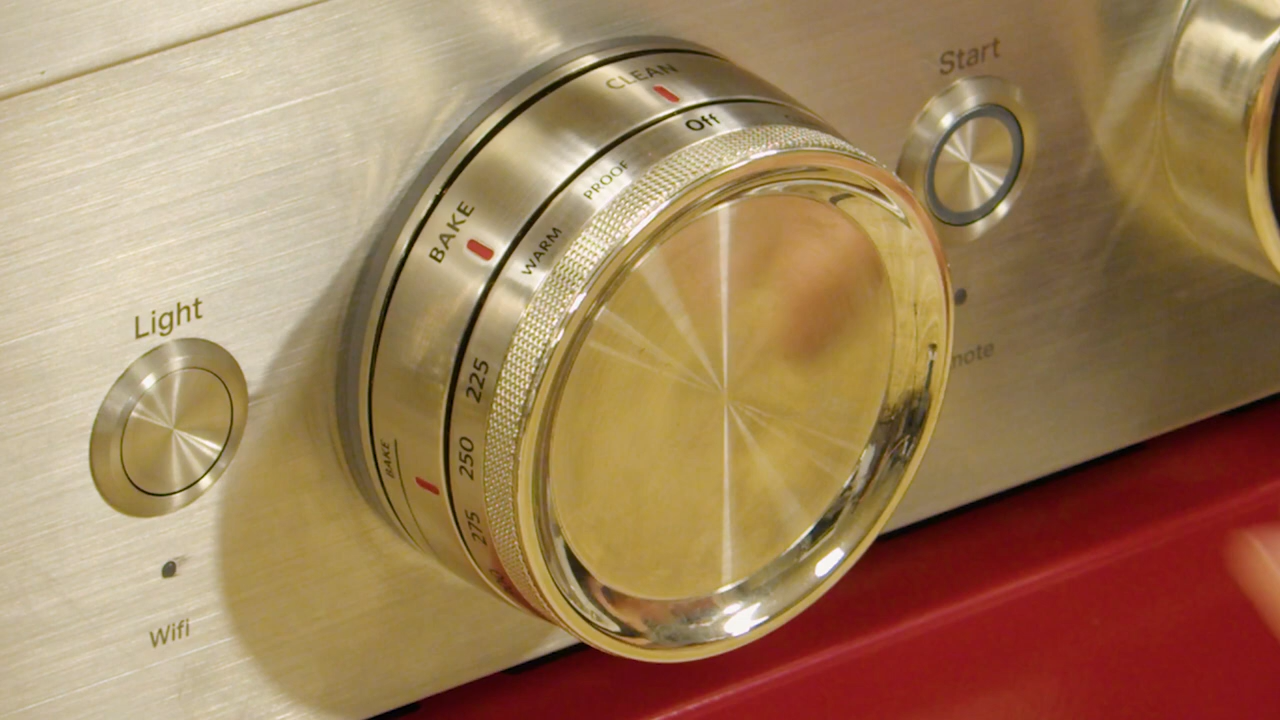 Start
CLEAN
Off
PROOF
WARM
BAKE
Light
225
250
275
BAKE
Wifi